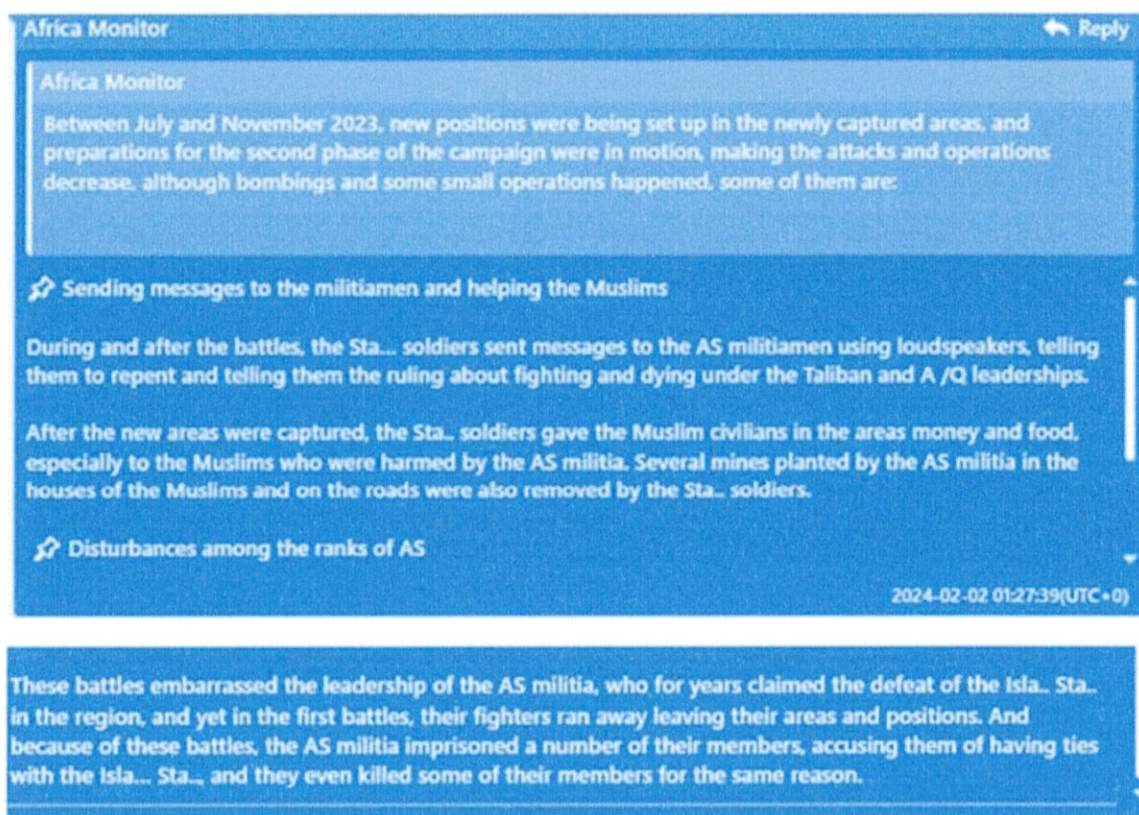 Africa Monitor
Reply
Africa Monitor
Between July and November 2023, new positions were being set up in the newly captured areas, and
preparations for the second phase of the campaign were in motion, making the attacks and operations
decrease, although bombings and some small operations happened, some of them are:
Sending messages to the militiamen and helping the Muslims
During and after the battles, the Sta... soldiers sent messages to the AS militiamen using loudspeakers, telling
them to repent and telling them the ruling about fighting and dying under the Taliban and A /Q leaderships.
After the new areas were captured, the Sta.. soldiers gave the Muslim civilians in the areas money and food,
especially to the Muslims who were harmed by the AS militia. Several mines planted by the AS militia in the
houses of the Muslims and on the roads were also removed by the Sta.. soldiers.
Disturbances among the ranks of AS
2024-02-02 01:27:39(UTC+0)
These battles embarrassed the leadership of the AS militia, who for years claimed the defeat of the Isla.. Sta..
in the region, and yet in the first battles, their fighters ran away leaving their areas and positions. And
because of these battles, the AS militia imprisoned a number of their members, accusing them of having ties
with the Isla... Sta.., and they even killed some of their members for the same reason.